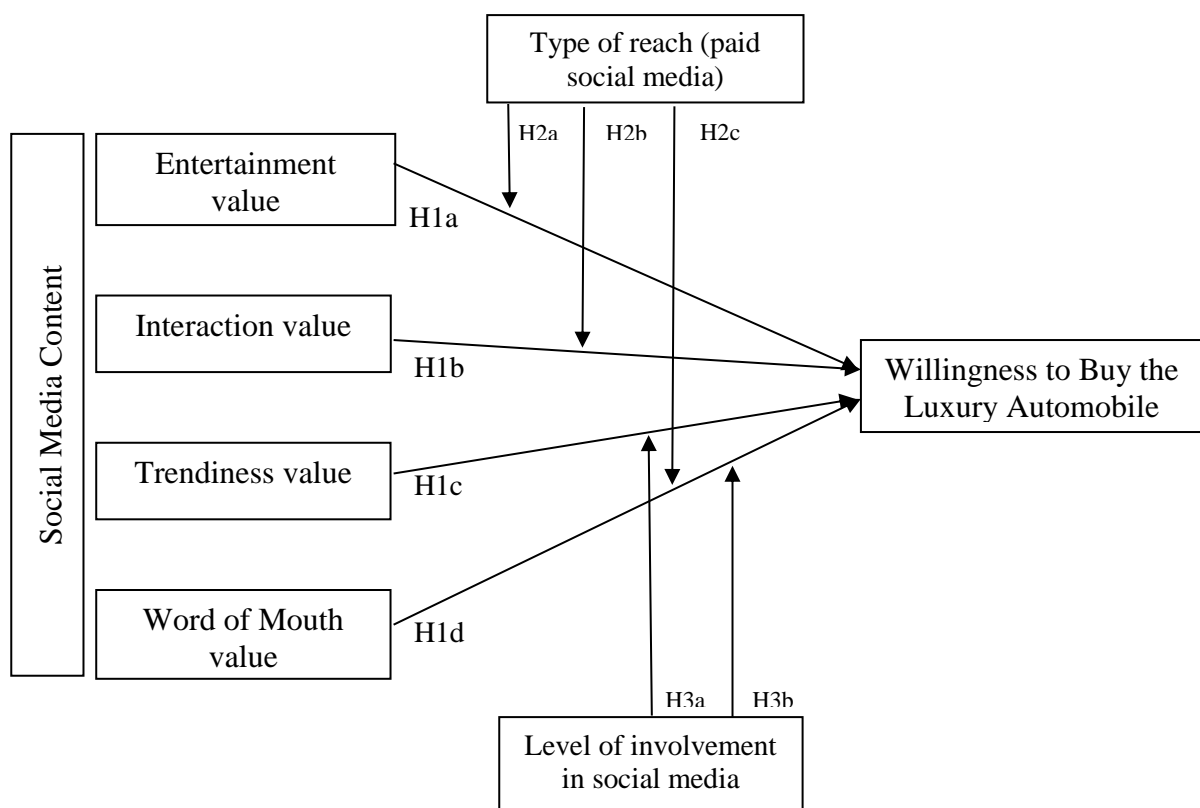 Type of reach (paid
social media)
H2a
H2b
H2c
Social Media Content
Entertainment
value
H1a
Interaction value
H1b
Willingness to Buy the
Luxury Automobile
Trendiness value
H1c
Word of Mouth
value
H1d
H3a
H3b
Level of involvement
in social media